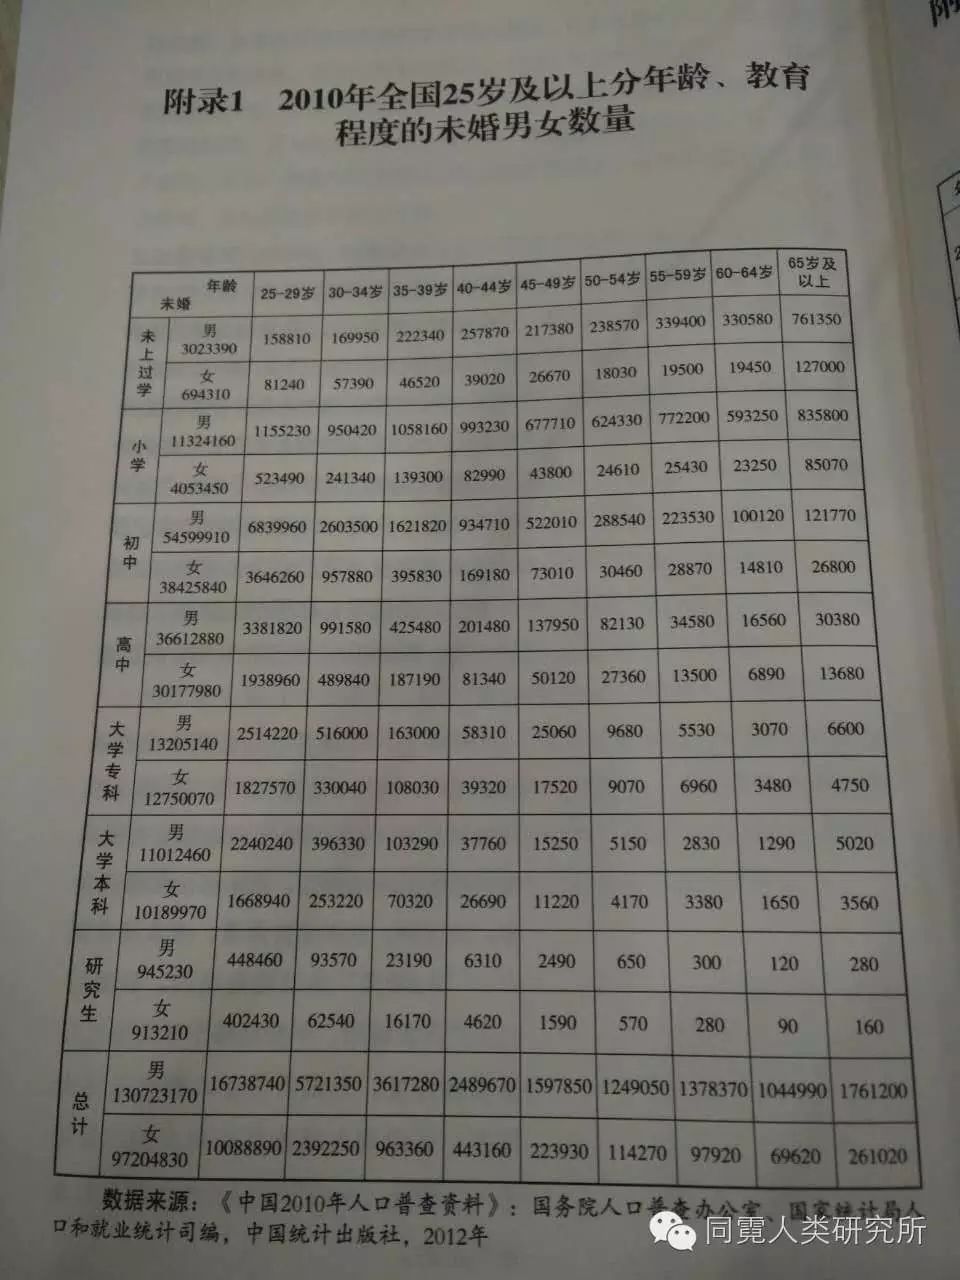 附录1 2010年全国25岁及以上分年龄、教育
程度的未婚男女数量
年龄 未婚 25-29岁 30-34岁 35-39岁 40-44岁 45-49岁 50-54岁 55-59岁 60-64岁 65岁及以上
未上过学 男 3023390 158810 169950 222340 257870 217380 238570 339400 330580 761350
女 694310 81240 57390 46520 39020 26670 18030 19500 19450 127000
小学 男 11324160 1155230 950420 1058160 993230 677710 624330 772200 593250 835800
女 4053450 523490 241340 139300 82990 43800 24610 25430 23250 85070
初中 男 54599910 6839960 2603500 1621820 934710 522010 288540 223530 100120 121770
女 38425840 3646260 957880 395830 169180 73010 30460 28870 14810 26800
高中 男 36612880 3381820 991580 425480 201480 137950 82130 34580 16560 30380
女 30177980 1938960 489840 187190 81340 50120 27360 13500 6890 13680
大学专科 男 13205140 2514220 516000 163000 58310 25060 9680 5530 3070 6600
女 12750070 1827570 330040 108030 39320 17520 9070 6960 3480 4750
大学本科 男 11012460 2240240 396330 103290 37760 15250 5150 2830 1290 5020
女 10189970 1668940 253220 70320 26690 11220 4170 3380 1650 3560
研究生 男 945230 448460 93570 23190 6310 2490 650 300 120 280
女 913210 402430 62540 16170 4620 1590 570 280 90 160
总计 男 130723170 16738740 5721350 3617280 2489670 1597850 1249050 1378370 1044990 1761200
女 97204830 10088890 2392250 963360 443160 223930 114270 97920 69620 261020
数据来源：《中国2010年人口普查资料》：国务院人口普查办公室、国家统计局人
口和就业统计司编，中国统计出版社，2012年
同霓人类研究所